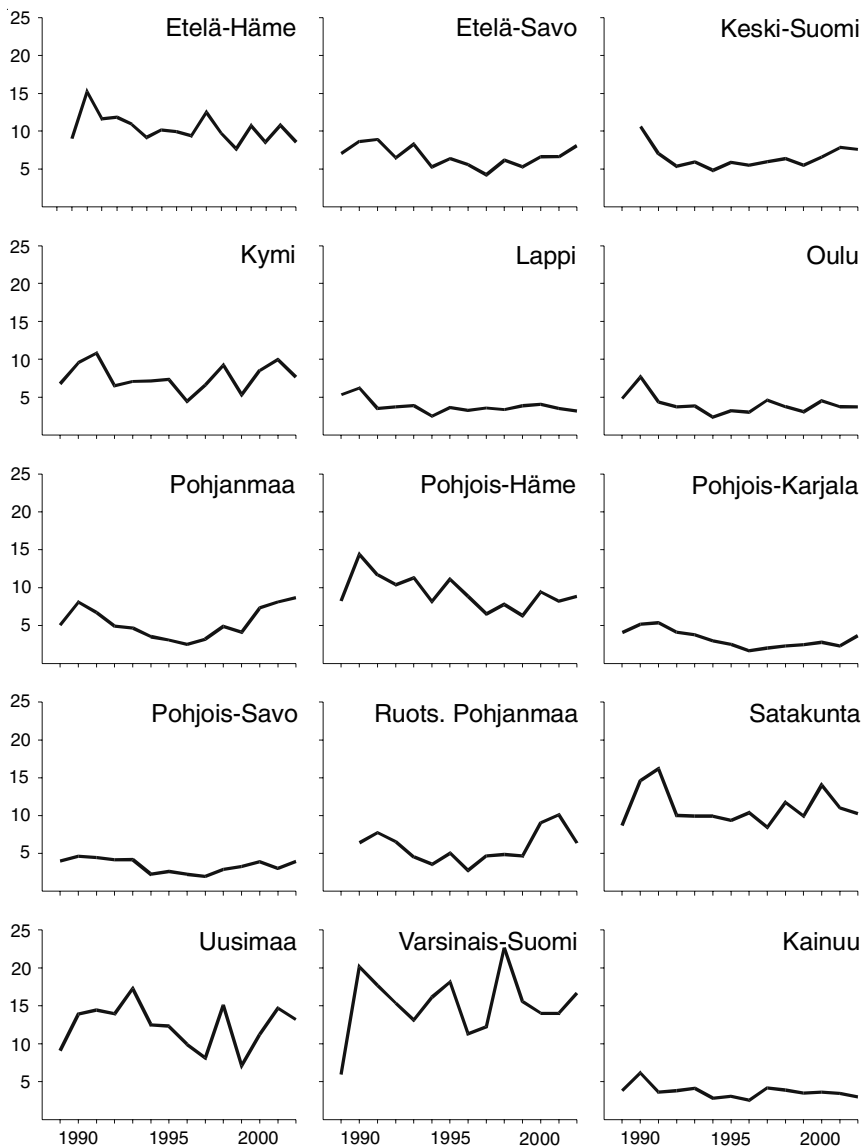 25
20
15
10
5
Etelä-Häme
Etelä-Savo
Keski-Suomi
25
20
15
10
5
Kymi
Lappi
Oulu
25
20
15
10
5
Pohjanmaa
Pohjois-Häme
Pohjois-Karjala
25
20
15
10
5
Pohjois-Savo
Ruots. Pohjanmaa
Satakunta
25
20
15
10
5
Uusimaa
Varsinais-Suomi
Kainuu
1990 1995 2000
1990 1995 2000
1990 1995 2000